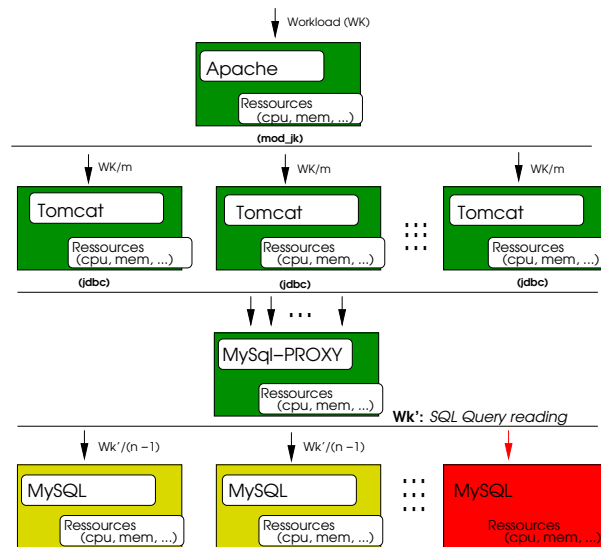 Workload (WK)
Apache
Ressources
(cpu, mem, ...)
(mod_jk)
WK/m WK/m WK/m
Tomcat Tomcat Tomcat
Ressources Ressources Ressources
(cpu, mem, ...) (cpu, mem, ...) (cpu, mem, ...)
(jdbc) (jdbc) (jdbc)
...
MySql-PROXY
Ressources
(cpu, mem, ...)
Wk': SQL Query reading
Wk'/(n-1) Wk'/(n-1)
MySQL MySQL MySQL
Ressources Ressources Ressources
(cpu, mem, ...) (cpu, mem, ...) (cpu, mem, ...)